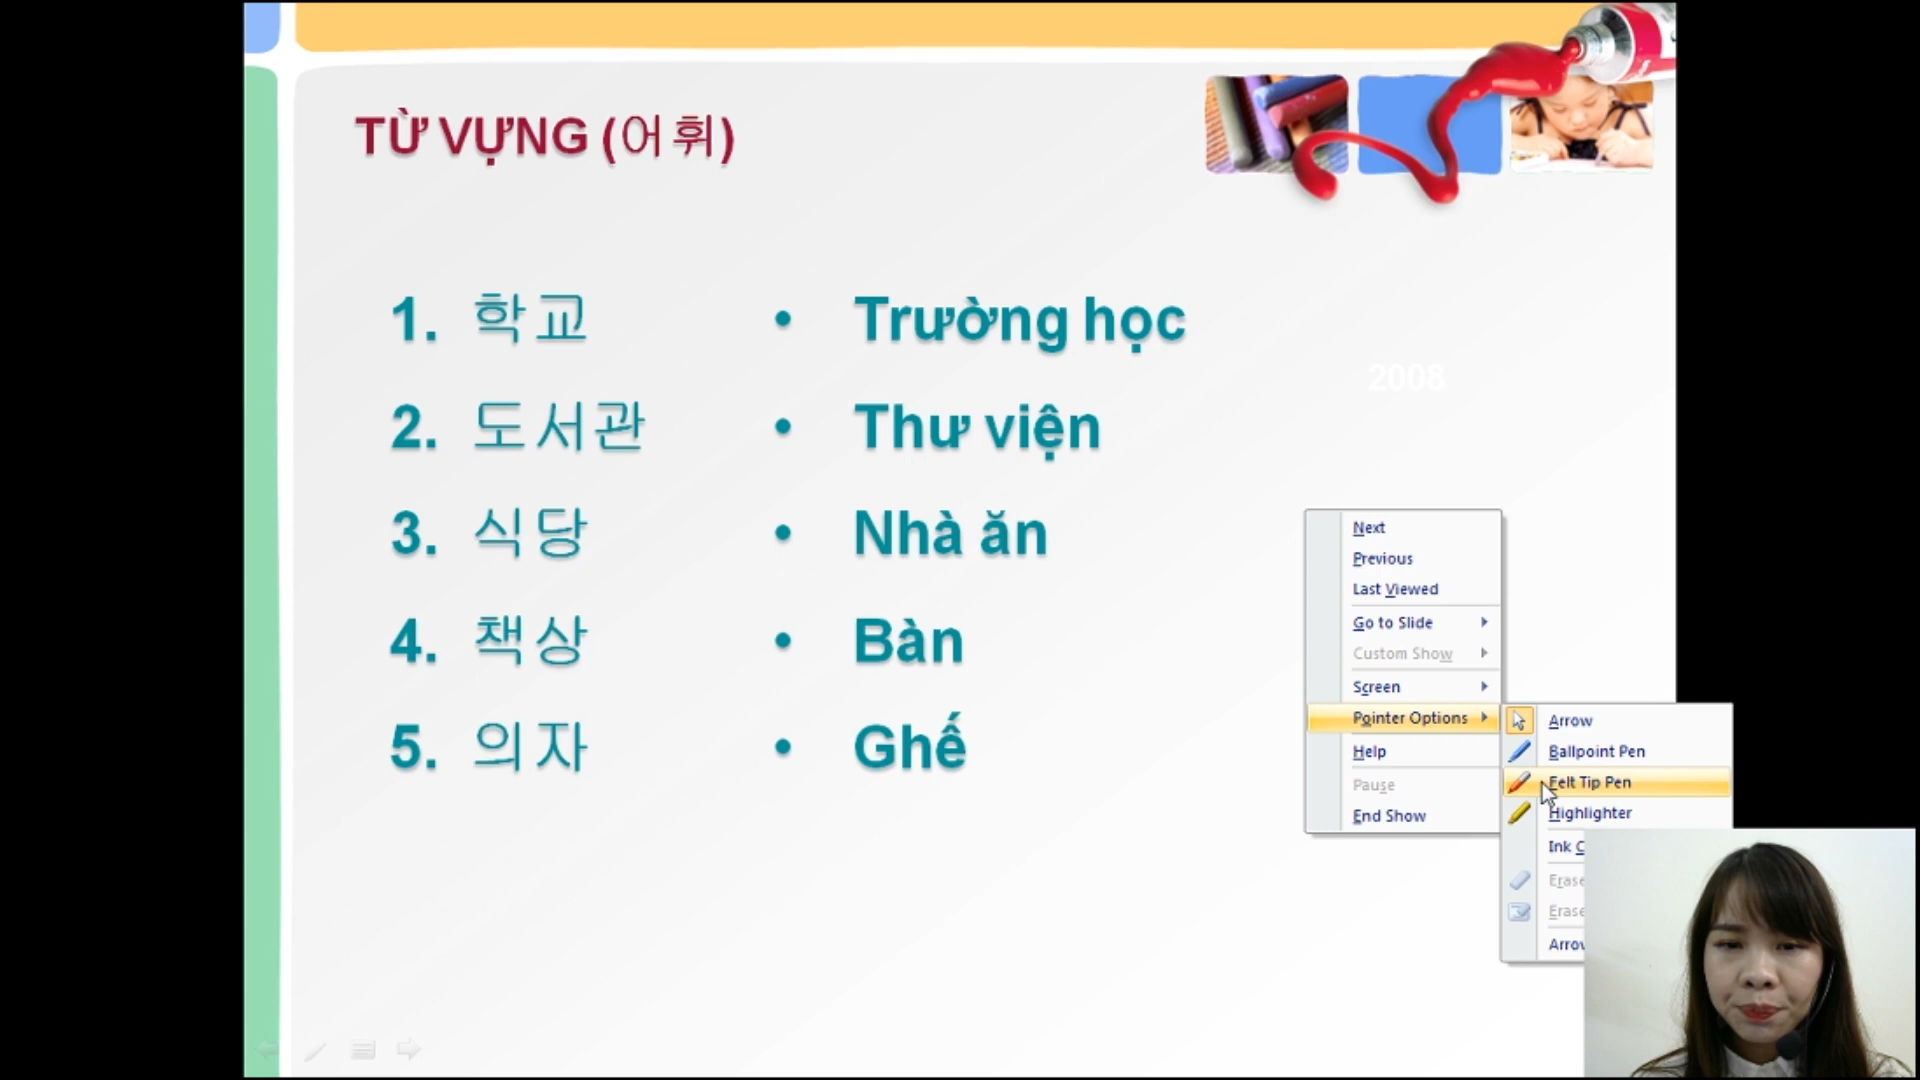 TỪ VỰNG (어휘)
1. 학교 • Trường học
2008
2. 도서관 • Thư viện
3. 식당 • Nhà ăn
4. 책상 • Bàn
5. 의자 • Ghế
Next
Previous
Last Viewed
Go to Slide
Custom Show
Screen
Pointer Options
Help
Pause
End Show
Arrow
Ballpoint Pen
Felt Tip Pen
Highlighter
Ink